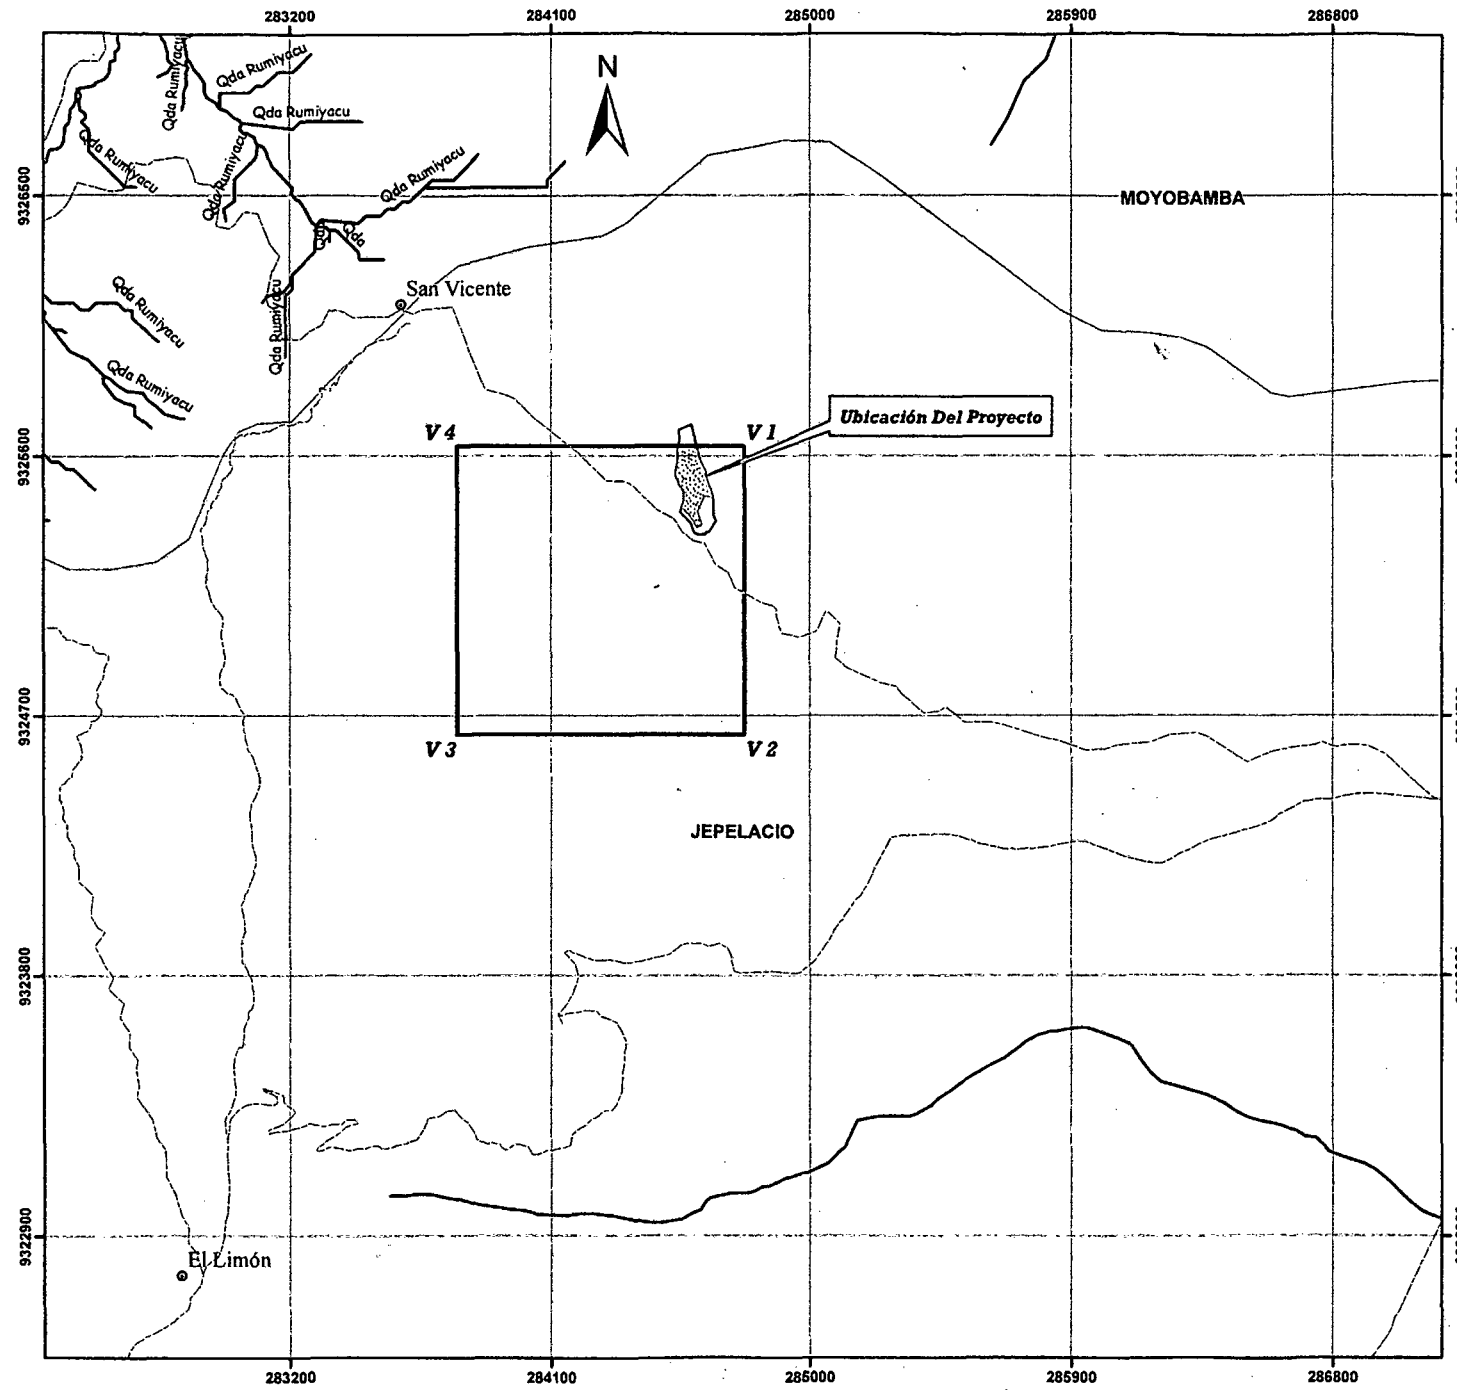 283200
284100
285000
285900
286800
Qda Rumiyacu
Qda Rumiyacu
Qda Rumiyacu
Qda Rumiyacu
Qda Rumiyacu
Qda Rumiyacu
N
9326500
MOYOBAMBA
Qda
Qda
San Vicente
Qda Rumiyacu
Qda Rumiyacu
Qda Rumiyacu
Ubicación Del Proyecto
V 4
V 1
9325600
9324700
V 3
V 2
JEPELACIO
9323800
9322900
El Limón
283200
284100
285000
285900
286800